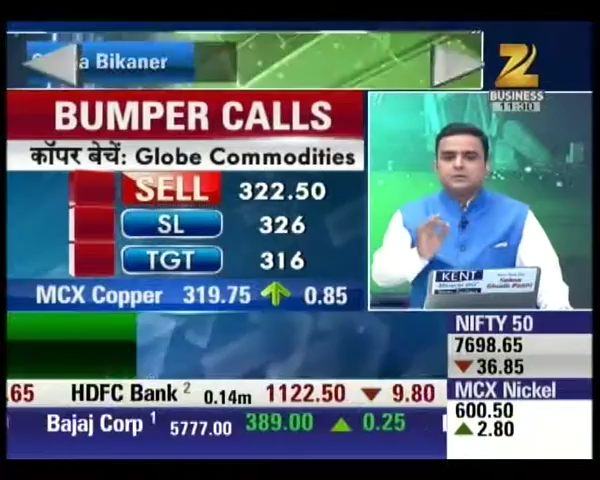 a Bikaner
Z
BUSINESS
11:30
BUMPER CALLS
कॉपर बेचें: Globe Commodities
SELL 322.50
SL 326
TGT 316
MCX Copper 319.75 0.85
KENT
NIFTY 50
7698.65
36.85
MCX Nickel
600.50
2.80
.65 HDFC Bank 2 0.14m 1122.50 9.80
Bajaj Corp 1 5777.00 389.00 0.25